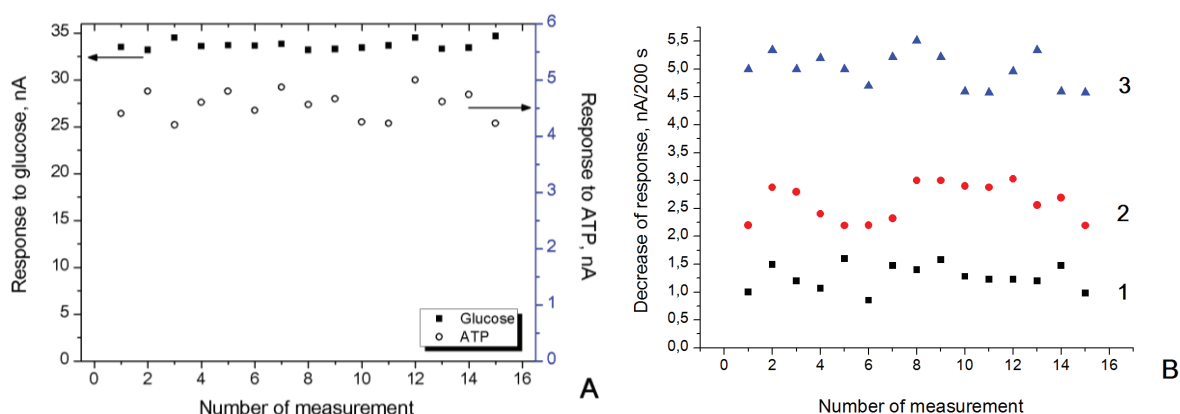 Response to glucose, nA
35
30
25
20
15
10
5
0
0 2 4 6 8 10 12 14 16
Number of measurement
6
5
4
3
2
1
0
Response to ATP, nA
Glucose
ATP
A
Decrease of response, nA/200 s
5,5
5,0
4,5
4,0
3,5
3,0
2,5
2,0
1,5
1,0
0,5
0,0
0 2 4 6 8 10 12 14 16
Number of measurement
3
2
1
B